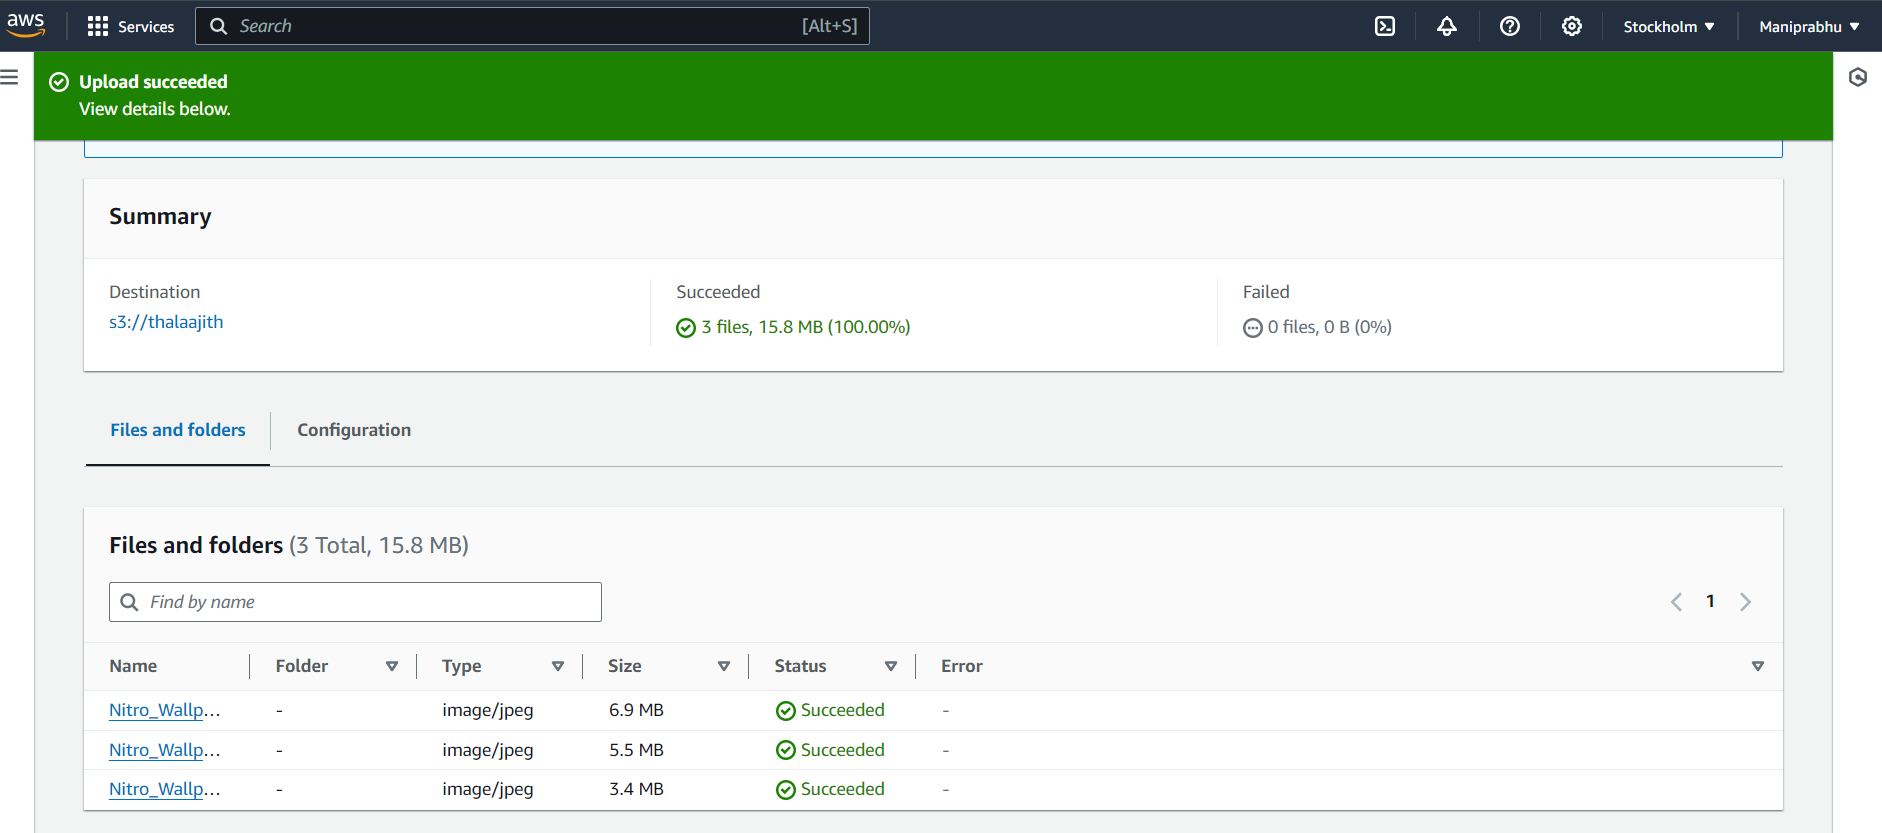 aws Services Search [Alt+S] Stockholm Maniprabhu
Upload succeeded
View details below.
Summary
Destination Succeeded Failed
s3://thalaajith 3 files, 15.8 MB (100.00%) 0 files, 0 B (0%)
Files and folders Configuration
Files and folders (3 Total, 15.8 MB)
Find by name 1
Name Folder Type Size Status Error
Nitro_Wallp... - image/jpeg 6.9 MB Succeeded -
Nitro_Wallp... - image/jpeg 5.5 MB Succeeded -
Nitro_Wallp... - image/jpeg 3.4 MB Succeeded -